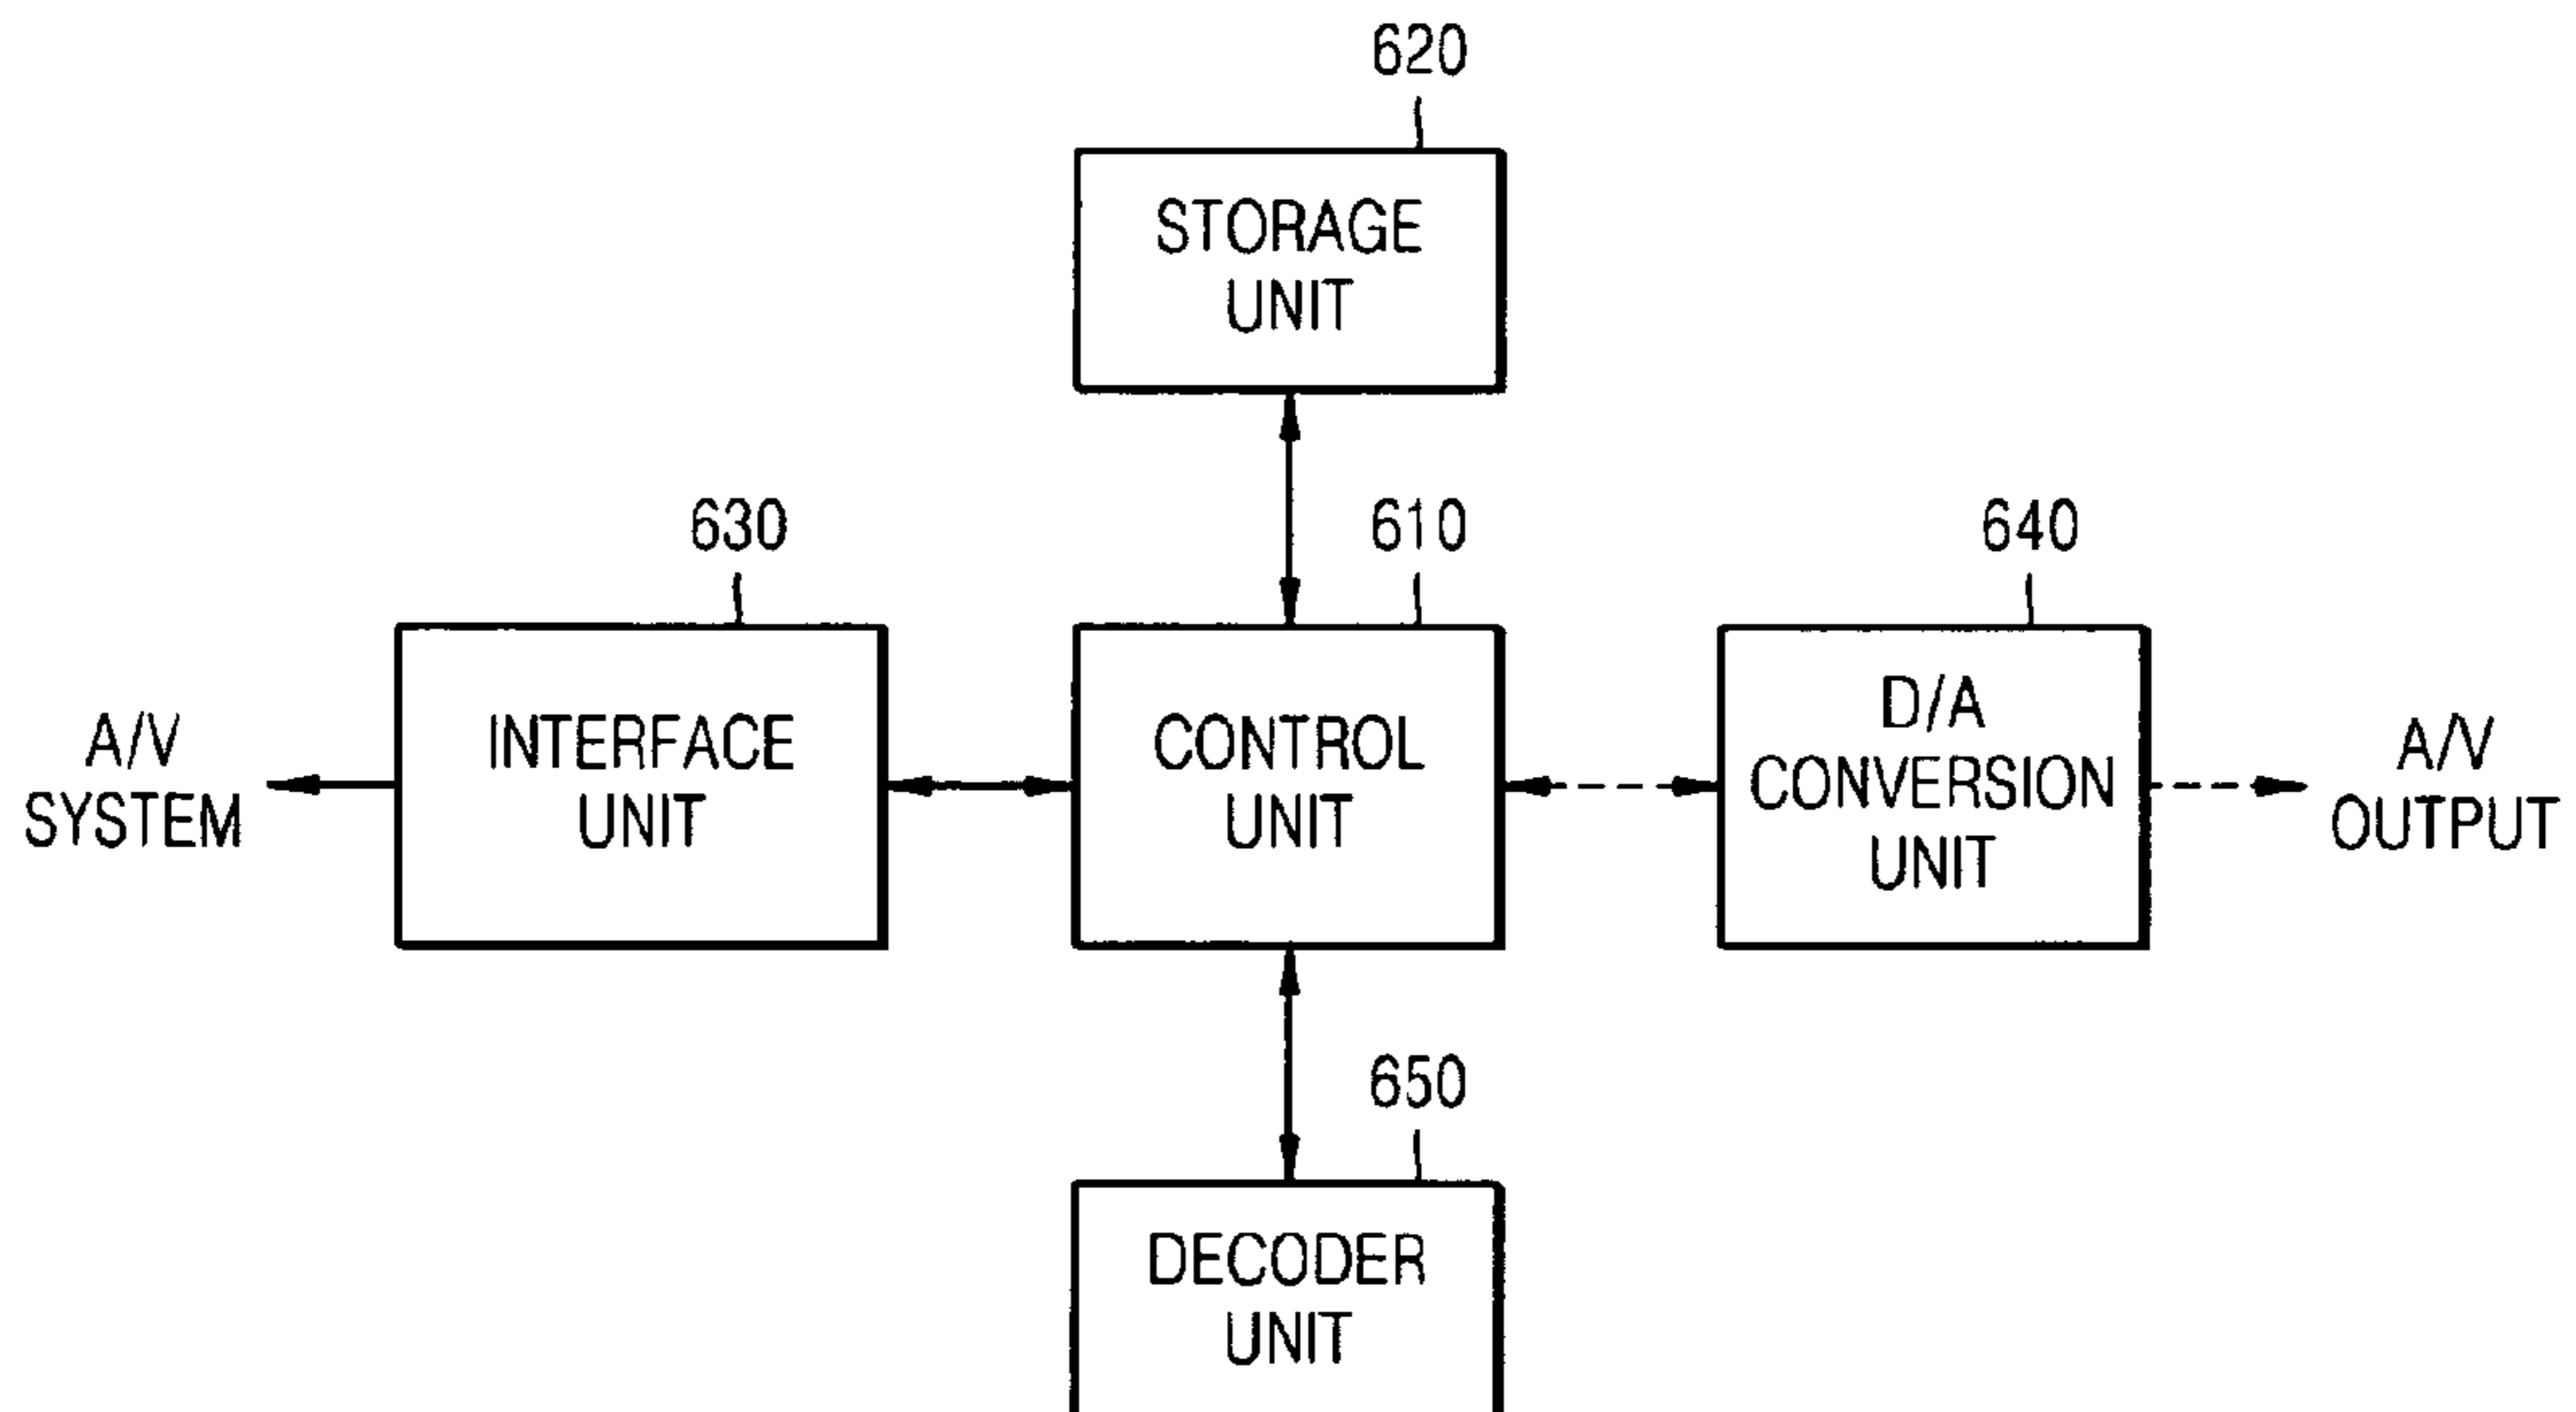 620
STORAGE
UNIT
630
610
640
A/V
SYSTEM
INTERFACE
UNIT
CONTROL
UNIT
D/A
CONVERSION
UNIT
A/V
OUTPUT
650
DECODER
UNIT